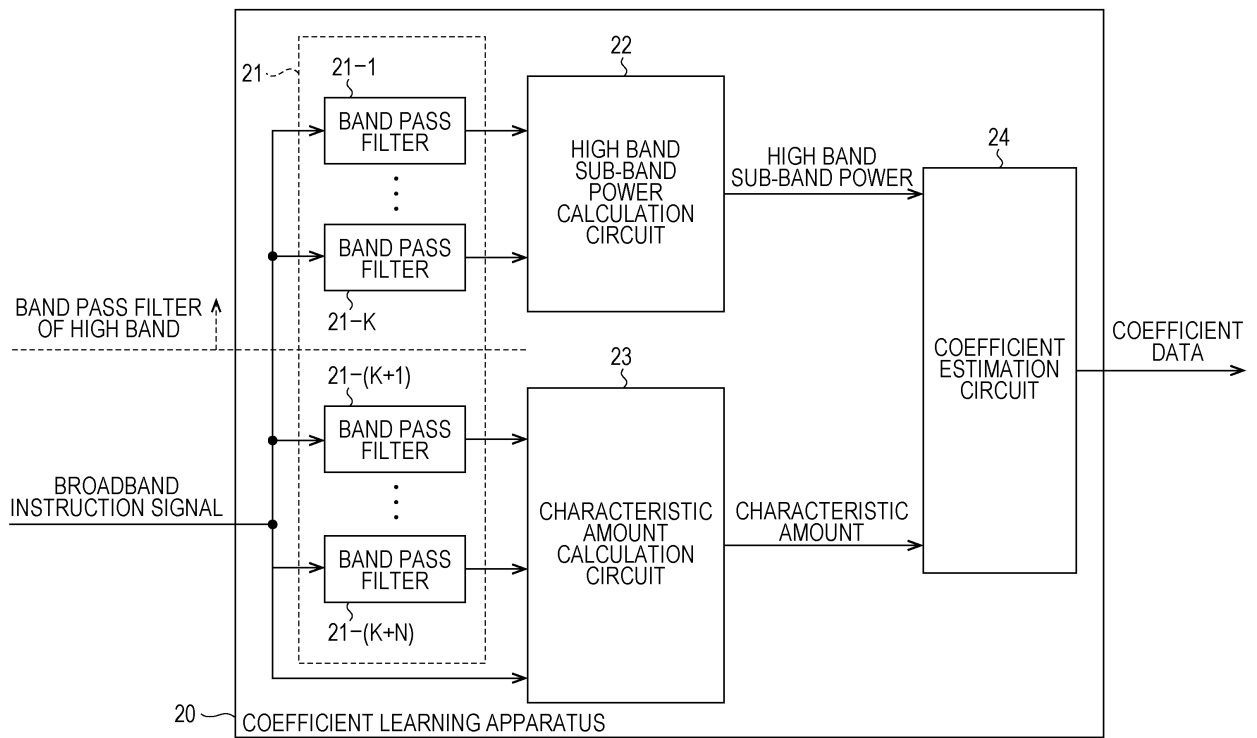 21
21-1
BAND PASS
FILTER
BAND PASS
FILTER
21-K
22
HIGH BAND
SUB-BAND
POWER
CALCULATION
CIRCUIT
HIGH BAND
SUB-BAND POWER
24
COEFFICIENT
ESTIMATION
CIRCUIT
COEFFICIENT
DATA
BAND PASS FILTER
OF HIGH BAND
21-(K+1)
BAND PASS
FILTER
BAND PASS
FILTER
21-(K+N)
23
CHARACTERISTIC
AMOUNT
CALCULATION
CIRCUIT
CHARACTERISTIC
AMOUNT
BROADBAND
INSTRUCTION SIGNAL
20
COEFFICIENT LEARNING APPARATUS